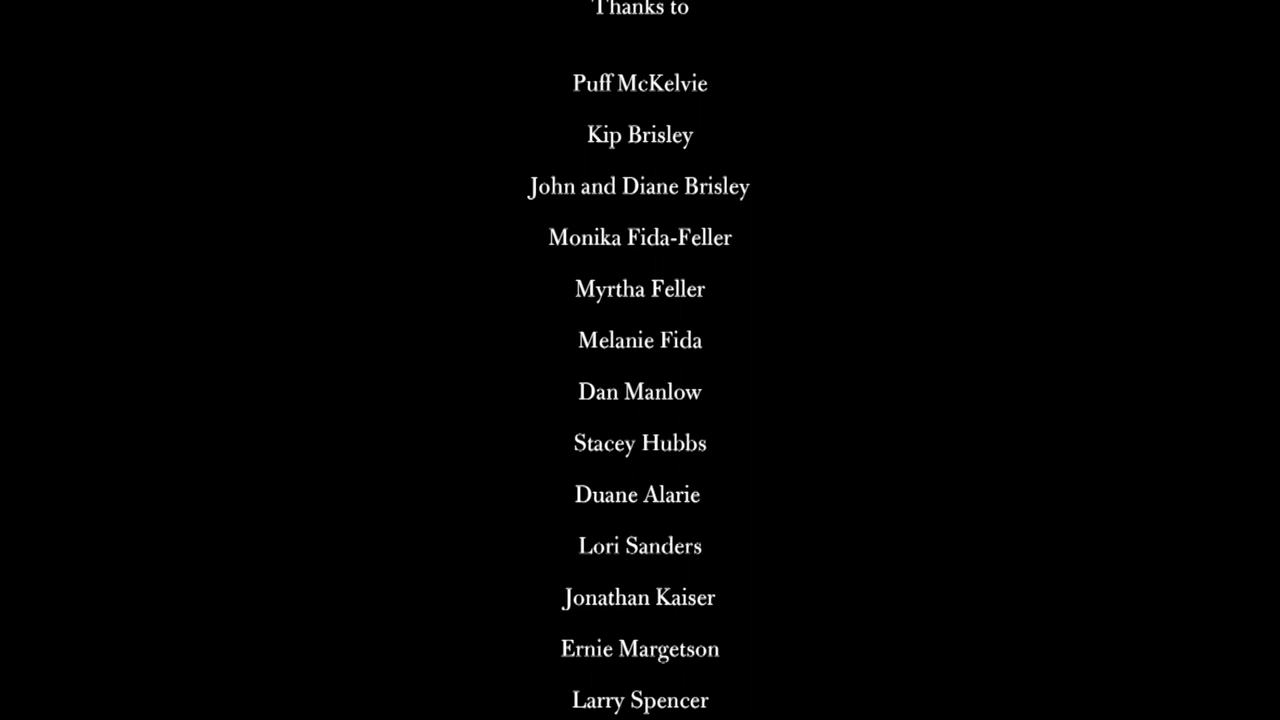 Thanks to
Puff McKelvie
Kip Brisley
John and Diane Brisley
Monika Fida-Feller
Myrtha Feller
Melanie Fida
Dan Manlow
Stacey Hubbs
Duane Alarie
Lori Sanders
Jonathan Kaiser
Ernie Margetson
Larry Spencer